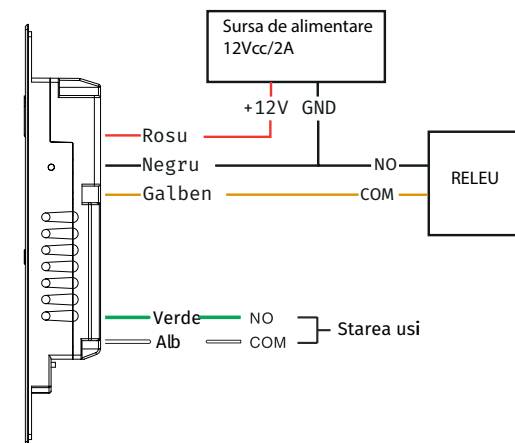 Sursa de alimentare
12Vcc/2A
+12V GND
Rosu
Negru NO
Galben COM
RELEU
Verde NO
Alb COM
Starea usi